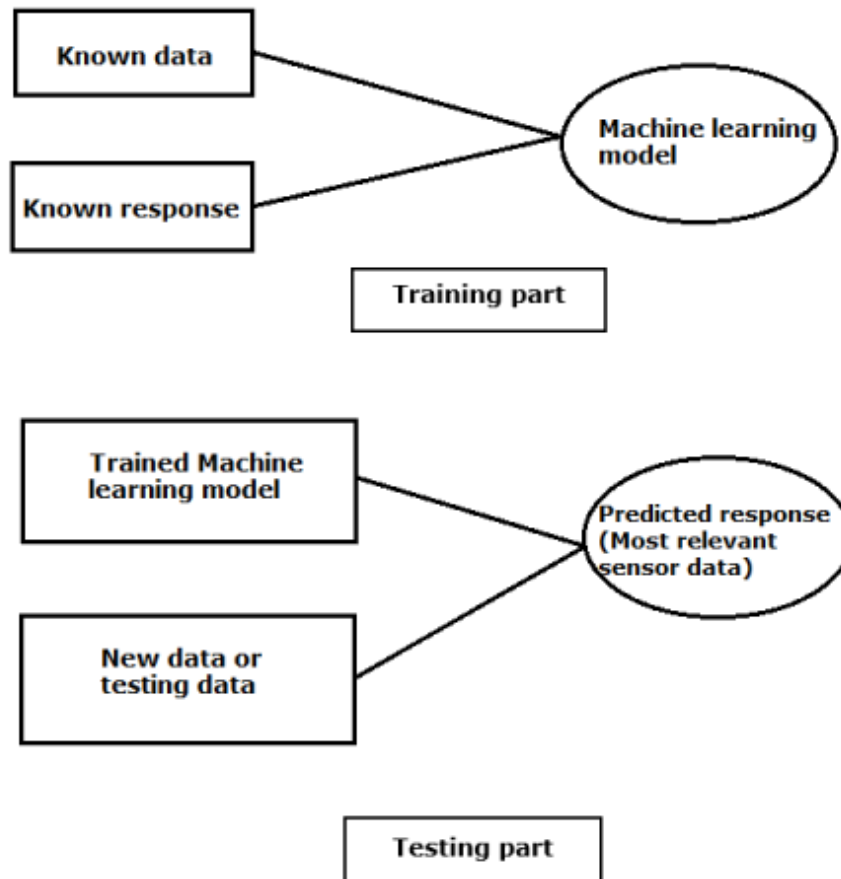 Known data
Machine learning
model
Known response
Training part
Trained Machine
learning model
Predicted response
(Most relevant
sensor data)
New data or
testing data
Testing part